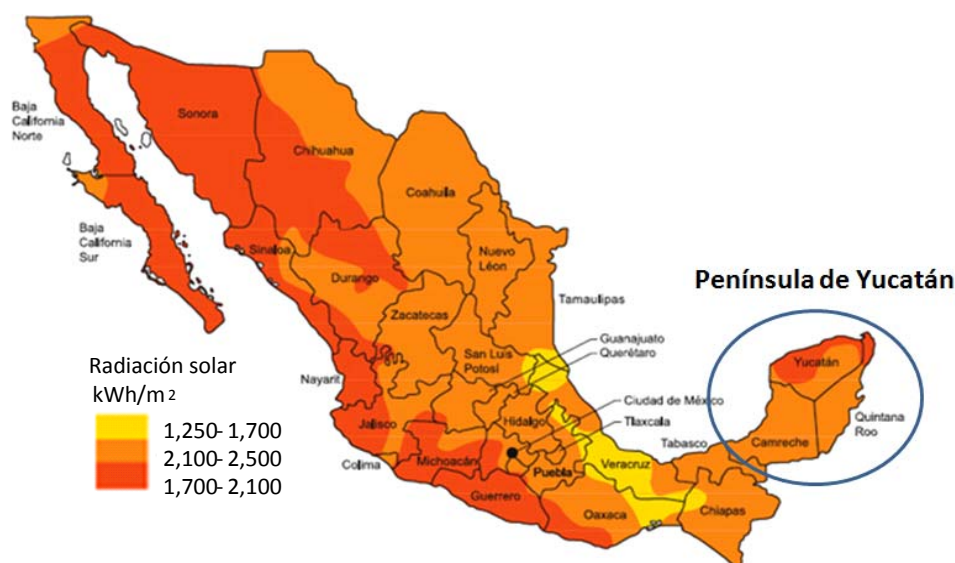 Baja
California
Norte
Sonora
Chihuahua
Coahuila
Baja
California
Sur
Sinaloa
Durango
Nuevo
Léon
Tamaulipas
Península de Yucatán
Zacatecas
San Luis
Potosí
Guanajuato
Querétaro
Nayarit
Jalisco
Colima
Michoacán
Hidalgo
Ciudad de México
Tlaxcala
Puebla
Veracruz
Tabasco
Guerrero
Oaxaca
Chiapas
Yucatán
Camreche
Quintana
Roo
Radiación solar
kWh/m2
1,250-1,700
2,100-2,500
1,700-2,100